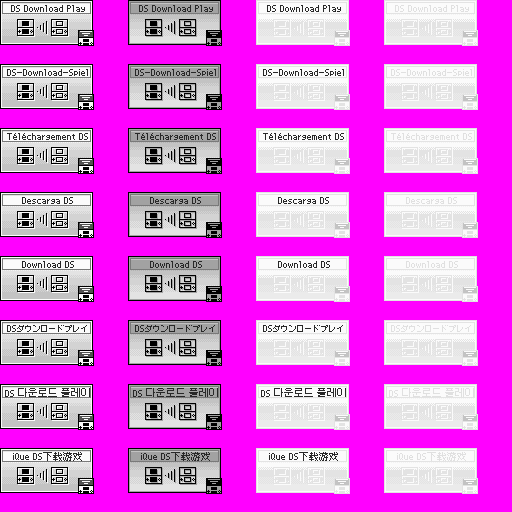 DS Download Play DS Download Play DS Download Play DS Download Play
DS-Download-Spiel DS-Download-Spiel DS-Download-Spiel DS-Download-Spiel
Téléchargement DS Téléchargement DS Téléchargement DS Téléchargement DS
Descarga DS Descarga DS Descarga DS Descarga DS
Download DS Download DS Download DS Download DS
DSダウンロードプレイ DSダウンロードプレイ DSダウンロードプレイ DSダウンロードプレイ
DS 다운로드 플레이 DS 다운로드 플레이 DS 다운로드 플레이 DS 다운로드 플레이
iQue DS下载游戏 iQue DS下载游戏 iQue DS下载游戏 iQue DS下载游戏